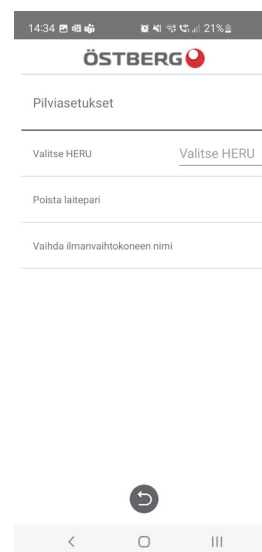 14:34 21%
ÖSTBERG
Pilviasetukset
Valitse HERU Valitse HERU
Poista laitepari
Vaihda ilmanvaihtokoneen nimi